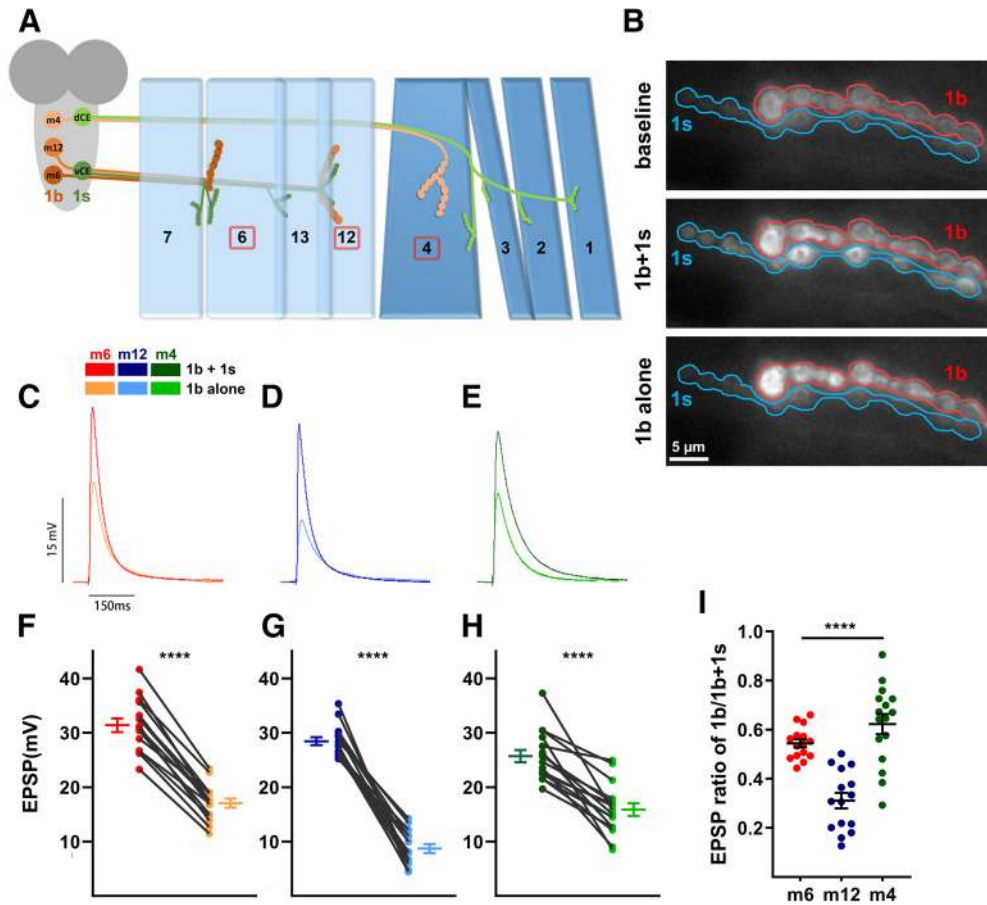 A
m4 dCE
m12
m6 vCE
1b 1s
7 6 13 12 4 3 2 1
B
baseline
1s 1b
1b+1s
1s 1b
1b alone
1s 1b
5 μm
m6 m12 m4
1b + 1s
1b alone
C D E
15 mV
150ms
F G H
EPSP(mV)
**** **** ****
40 40 40
30 30 30
20 20 20
10 10 10
I
****
EPSP ratio of 1b/1b+1s
1.0
0.8
0.6
0.4
0.2
m6 m12 m4